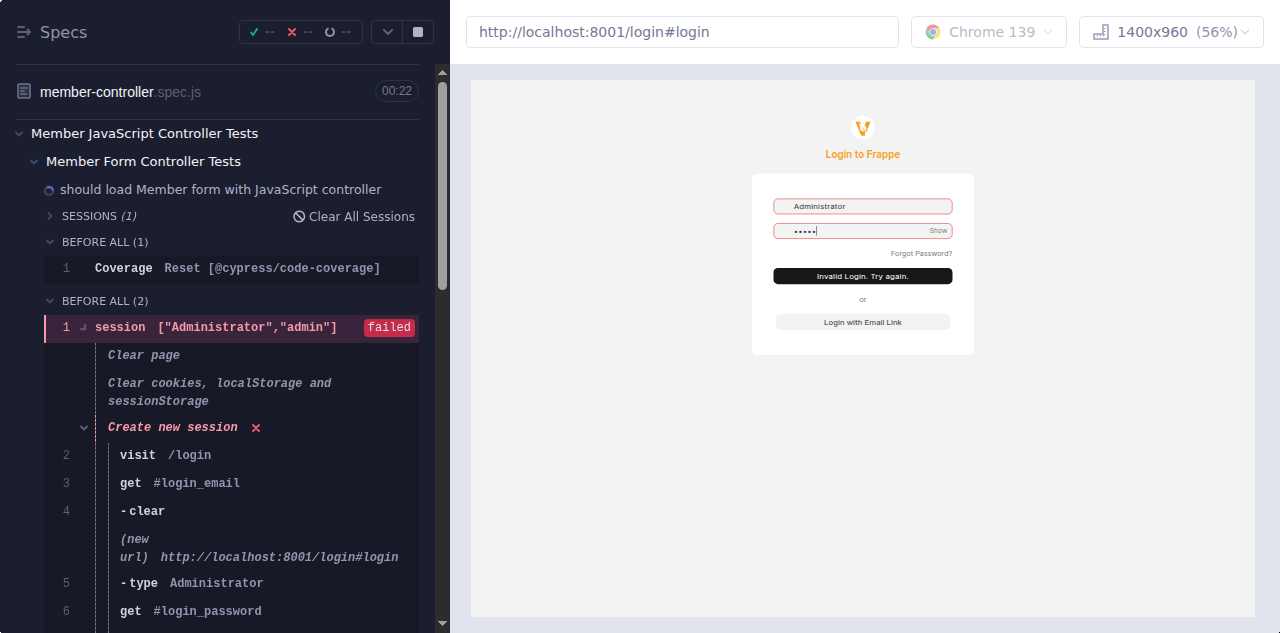 Specs
-- -- --
member-controller.spec.js 00:22
Member JavaScript Controller Tests
Member Form Controller Tests
should load Member form with JavaScript controller
SESSIONS (1) Clear All Sessions
BEFORE ALL (1)
1 Coverage Reset [@cypress/code-coverage]
BEFORE ALL (2)
1 session ["Administrator","admin"] failed
Clear page
Clear cookies, localStorage and
sessionStorage
Create new session
2 visit /login
3 get #login_email
4 -clear
(new
url) http://localhost:8001/login#login
5 -type Administrator
6 get #login_password
http://localhost:8001/login#login
Chrome 139
1400x960 (56%)
Login to Frappe
Administrator
••••• Show
Forgot Password?
Invalid Login. Try again.
or
Login with Email Link